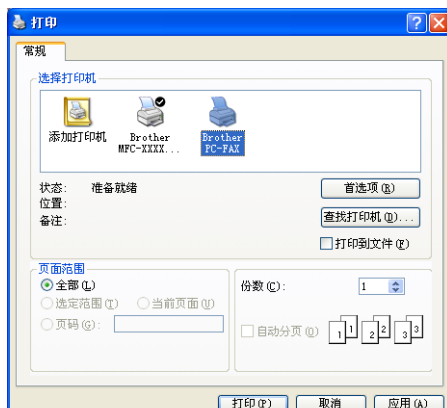 打印
常规
选择打印机
添加打印机
Brother
MFC-XXXX...
Brother
PC-FAX
状态: 准备就绪
首选项(R)
位置:
备注:
查找打印机(D)...
打印到文件(F)
页面范围
全部(L)
选定范围(T) 当前页面(U)
页码(G):
份数(C): 1
自动分页(O)
1 1 2 2 3 3
打印(P) 取消 应用(A)